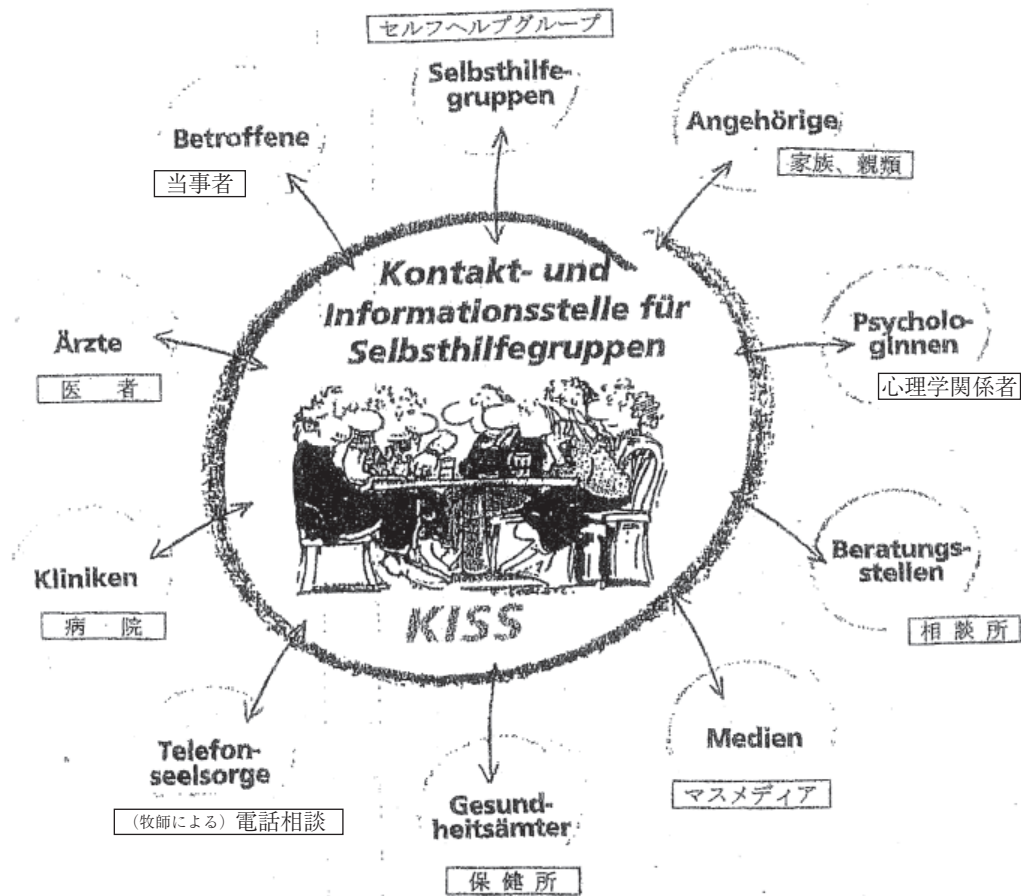 セルフヘルプグループ
Selbsthilfe-
gruppen
Betroffene
当事者
Angehörige
家族、親類
Kontakt- und
Informationsstelle für
Selbsthilfegruppen
Ärzte
医 者
Psycholo-
ginnen
心理学関係者
Kliniken
病 院
Beratungs-
stellen
相 談 所
KISS
Telefon-
seelsorge
（牧師による）電話相談
Medien
マスメディア
Gesund-
heitsämter
保 健 所